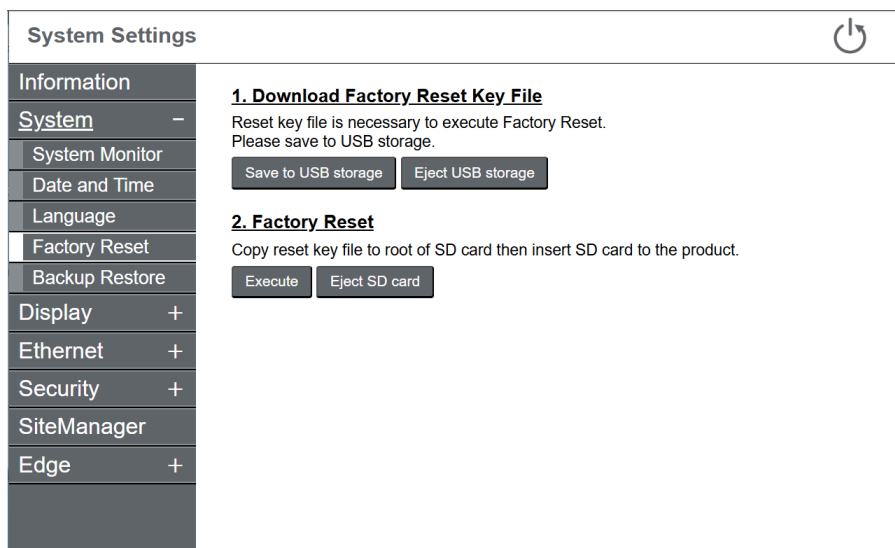 System Settings
Information
System −
System Monitor
Date and Time
Language
Factory Reset
Backup Restore
Display +
Ethernet +
Security +
SiteManager
Edge +
1. Download Factory Reset Key File
Reset key file is necessary to execute Factory Reset.
Please save to USB storage.
Save to USB storage Eject USB storage
2. Factory Reset
Copy reset key file to root of SD card then insert SD card to the product.
Execute Eject SD card